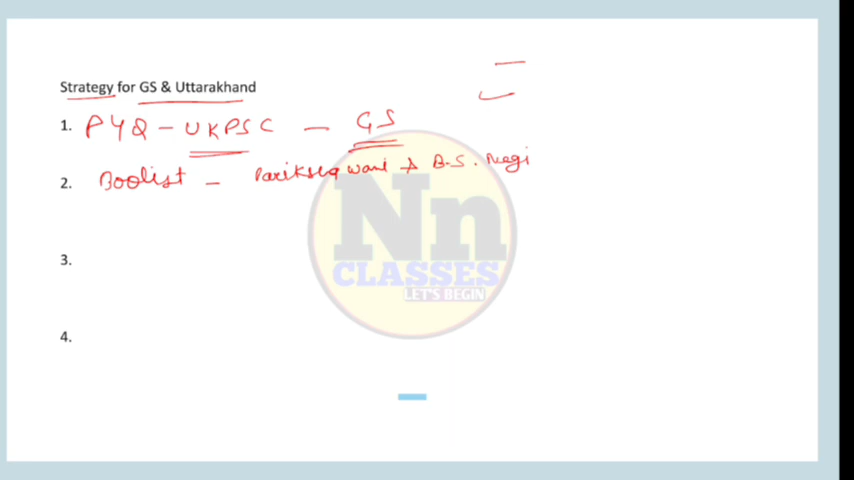 Strategy for GS & Uttarakhand
1. PYQ - UKPSC - GS
2. Boolist - Pariksha wani & B.S. Negi
3.
4.
Nn
CLASSES
LET'S BEGIN